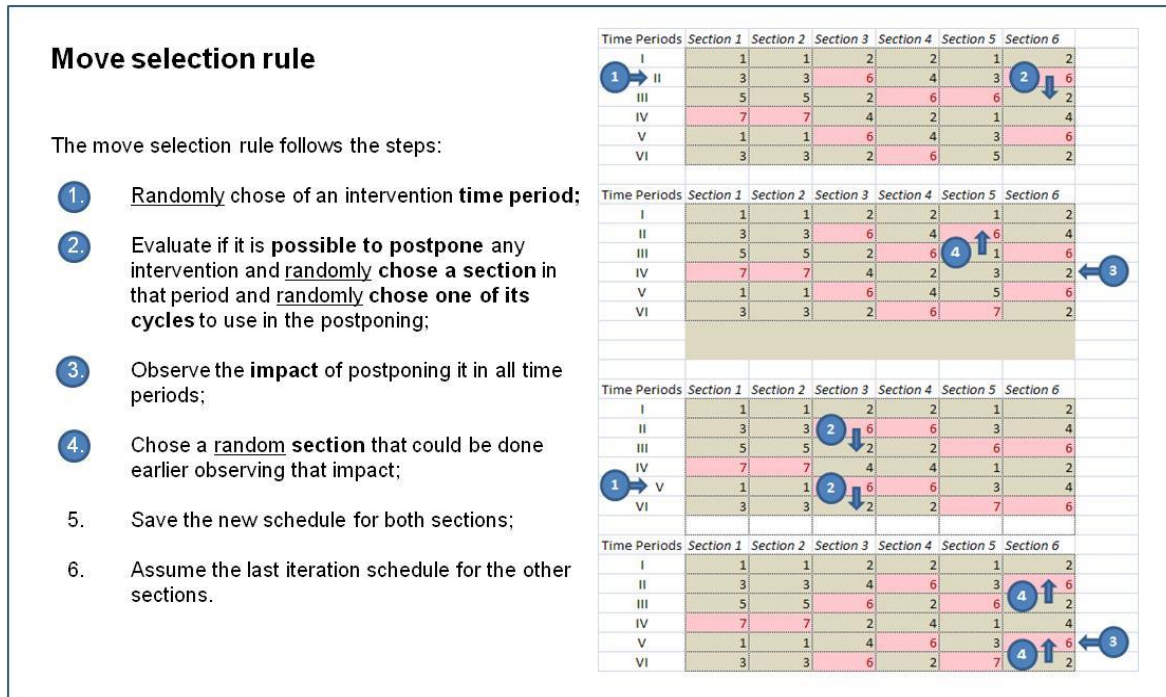 Move selection rule
The move selection rule follows the steps:
1. Randomly chose of an intervention time period;
2. Evaluate if it is possible to postpone any
intervention and randomly chose a section in
that period and randomly chose one of its
cycles to use in the postponing;
3. Observe the impact of postponing it in all time
periods;
4. Chose a random section that could be done
earlier observing that impact;
5. Save the new schedule for both sections;
6. Assume the last iteration schedule for the other
sections.
Time Periods Section 1 Section 2 Section 3 Section 4 Section 5 Section 6
I 1 1 2 2 1 2
1 II 3 3 6 4 3 2 6
III 5 5 2 6 6 2
IV 7 7 4 2 1 4
V 1 1 6 4 3 6
VI 3 3 2 6 5 2
Time Periods Section 1 Section 2 Section 3 Section 4 Section 5 Section 6
I 1 1 2 2 1 2
II 3 3 6 4 6 4
III 5 5 2 6 4 1 6
IV 7 7 4 2 3 2 3
V 1 1 6 4 5 6
VI 3 3 2 6 7 2
Time Periods Section 1 Section 2 Section 3 Section 4 Section 5 Section 6
I 1 1 2 2 1 2
II 3 3 2 6 6 3 4
III 5 5 2 2 6 6
IV 7 7 4 4 1 2
1 V 1 1 2 6 6 3 4
VI 3 3 2 2 7 6
Time Periods Section 1 Section 2 Section 3 Section 4 Section 5 Section 6
I 1 1 2 2 1 2
II 3 3 4 6 3 4 6
III 5 5 6 2 6 2
IV 7 7 2 4 1 4
V 1 1 4 6 3 6 3
VI 3 3 6 2 7 4 2